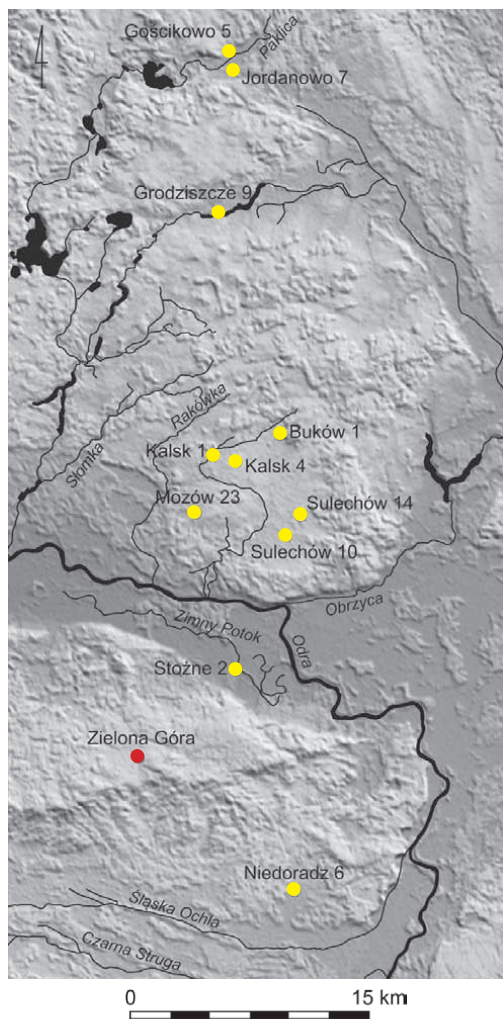 Goscikowo 5
Paklica
Jordanowo 7
Grodziszcze 9
Rakówka
Buków 1
Kalsk 1
Kalsk 4
Słomka
Mozów 23
Sulechów 14
Sulechów 10
Obrzyca
Zimny Potok
Odra
Stożne 2
Zielona Góra
Niedoradz 6
Śląska Ochla
Czarna Struga
0 15 km